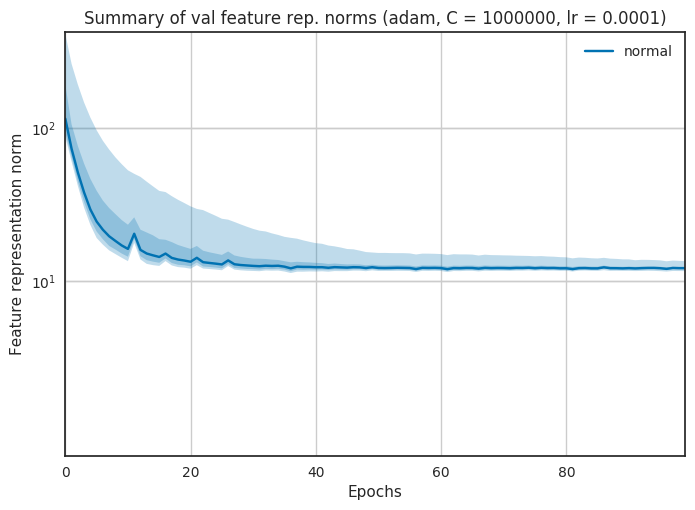 Summary of val feature rep. norms (adam, C = 1000000, lr = 0.0001)
normal
10²
10¹
Feature representation norm
0 20 40 60 80
Epochs